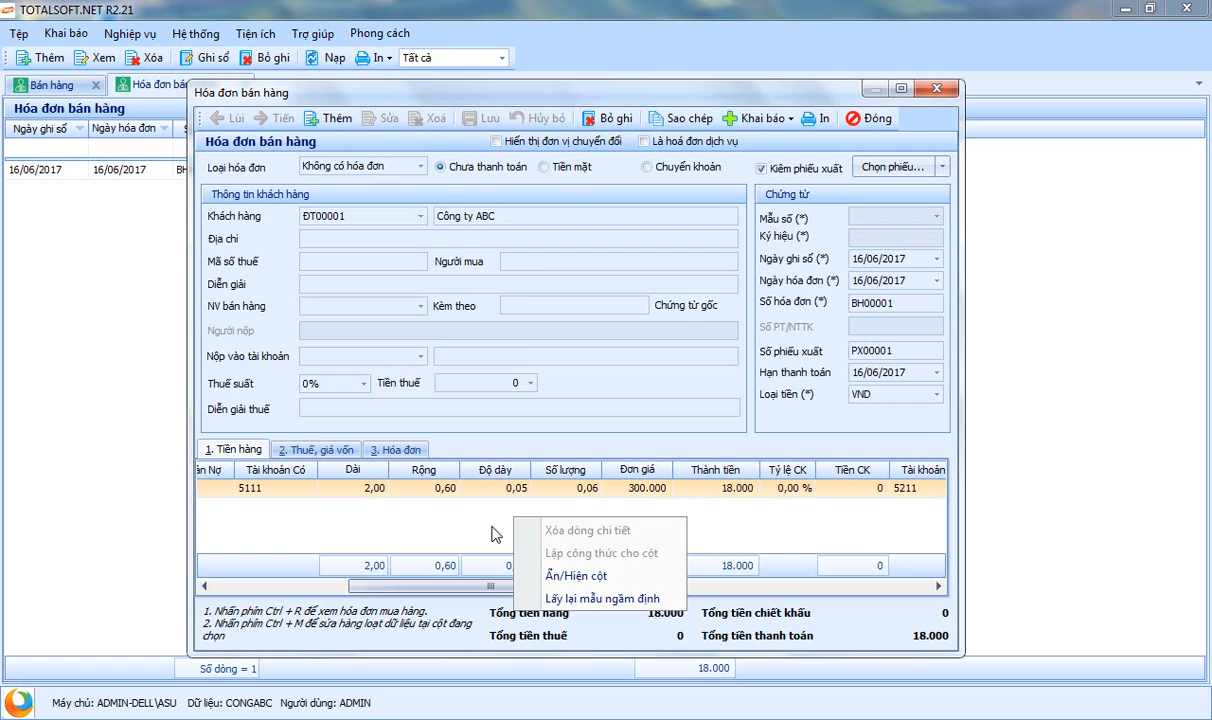 TOTALSOFT.NET R2.21
Tệp Khai báo Nghiệp vụ Hệ thống Tiện ích Trợ giúp Phong cách
Thêm Xem Xóa Ghi sổ Bỏ ghi Nạp In Tất cả
Bán hàng Hóa đơn bán
Hóa đơn bán hàng
Ngày ghi sổ Ngày hóa đơn
16/06/2017 16/06/2017
Hóa đơn bán hàng
Lùi Tiến Thêm Sửa Xoá Lưu Huỷ bỏ Bỏ ghi Sao chép Khai báo In Đóng
Hóa đơn bán hàng Hiển thị đơn vị chuyển đổi Là hoá đơn dịch vụ
Loại hóa đơn Không có hóa đơn Chưa thanh toán Tiền mặt Chuyển khoản Kiêm phiếu xuất Chọn phiếu...
Thông tin khách hàng Chứng từ
Khách hàng ĐT00001 Công ty ABC Mẫu số (*)
Địa chỉ Ký hiệu (*)
Mã số thuế Người mua Ngày ghi sổ (*) 16/06/2017
Diễn giải Ngày hóa đơn (*) 16/06/2017
NV bán hàng Kèm theo Chứng từ gốc Số hóa đơn (*) BH00001
Người nộp Số PT/NTTK
Nộp vào tài khoản Số phiếu xuất PX00001
Hạn thanh toán 16/06/2017
Thuế suất 0% Tiền thuế 0 Loại tiền (*) VND
Diễn giải thuế
1. Tiền hàng 2. Thuế, giá vốn 3. Hóa đơn
Tài khoản Có Dài Rộng Độ dày Số lượng Đơn giá Thành tiền Tỷ lệ CK Tiền CK Tài khoản
5111 2,00 0,60 0,05 0,06 300.000 18.000 0,00 % 0 5211
Xóa dòng chi tiết
Lập công thức cho cột
Ẩn/Hiện cột
Lấy lại mẫu ngầm định
2,00 0,60 18.000 0
1. Nhấn phím Ctrl + R để xem hóa đơn mua hàng.
2. Nhấn phím Ctrl + M để sửa hàng loạt dữ liệu tại cột đang chọn
Tổng tiền hàng 18.000 Tổng tiền chiết khấu 0
Tổng tiền thuế 0 Tổng tiền thanh toán 18.000
Số dòng = 1 18.000
Máy chủ: ADMIN-DELL\ASU Dữ liệu: CONGABC Người dùng: ADMIN